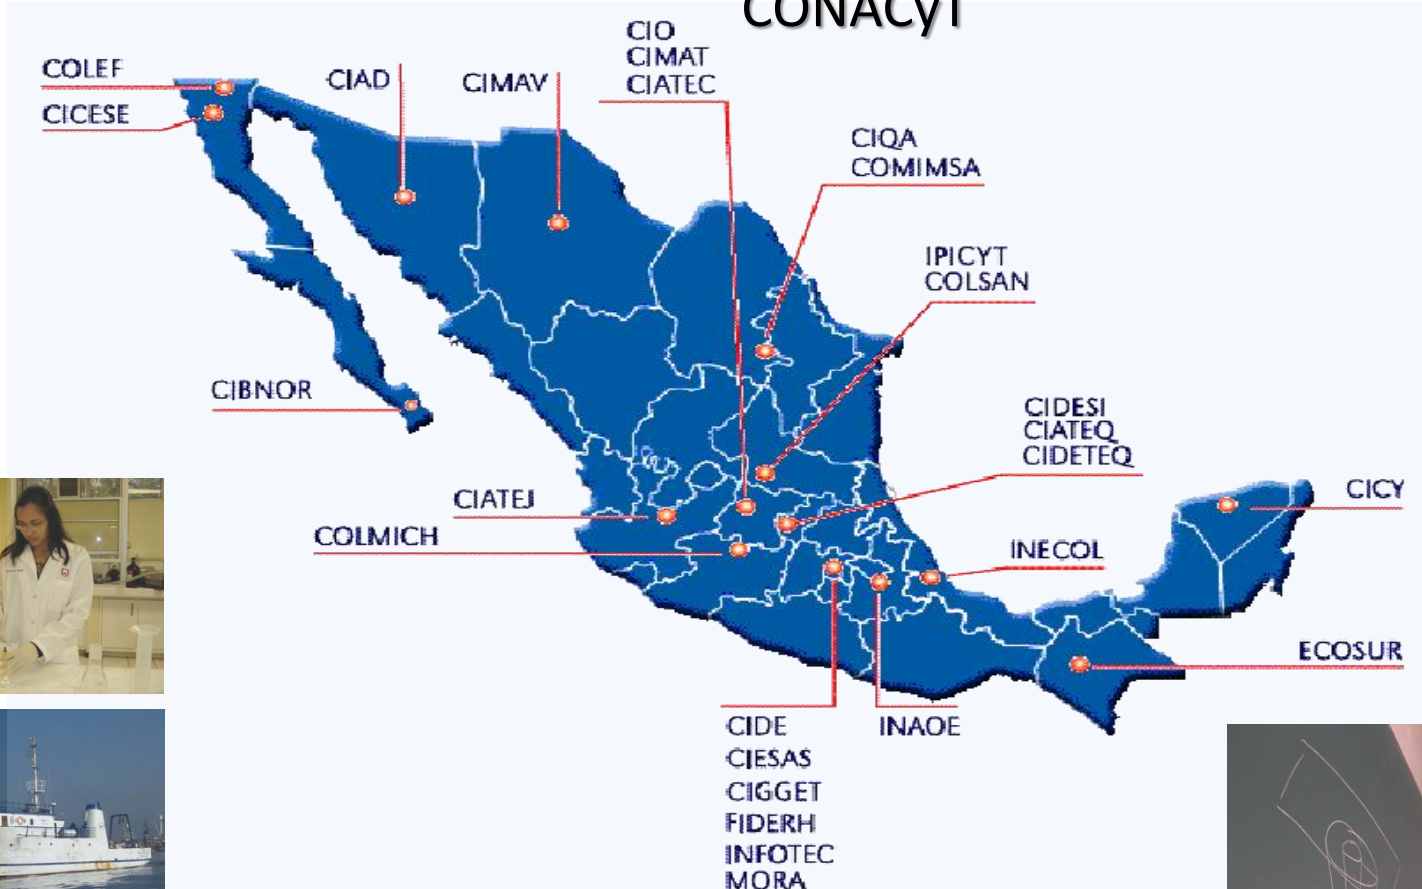 CONACyT
COLEF
CICESE
CIAD
CIMAV
CIO
CIMAT
CIATEC
CIQA
COMIMSA
IPICYT
COLSAN
CIBNOR
CIDESI
CIATEQ
CIDETEQ
CIATEJ
COLMICH
CICY
INECOL
ECOSUR
CIDE
CIESAS
CIGGET
FIDERH
INFOTEC
MORA
INAOE